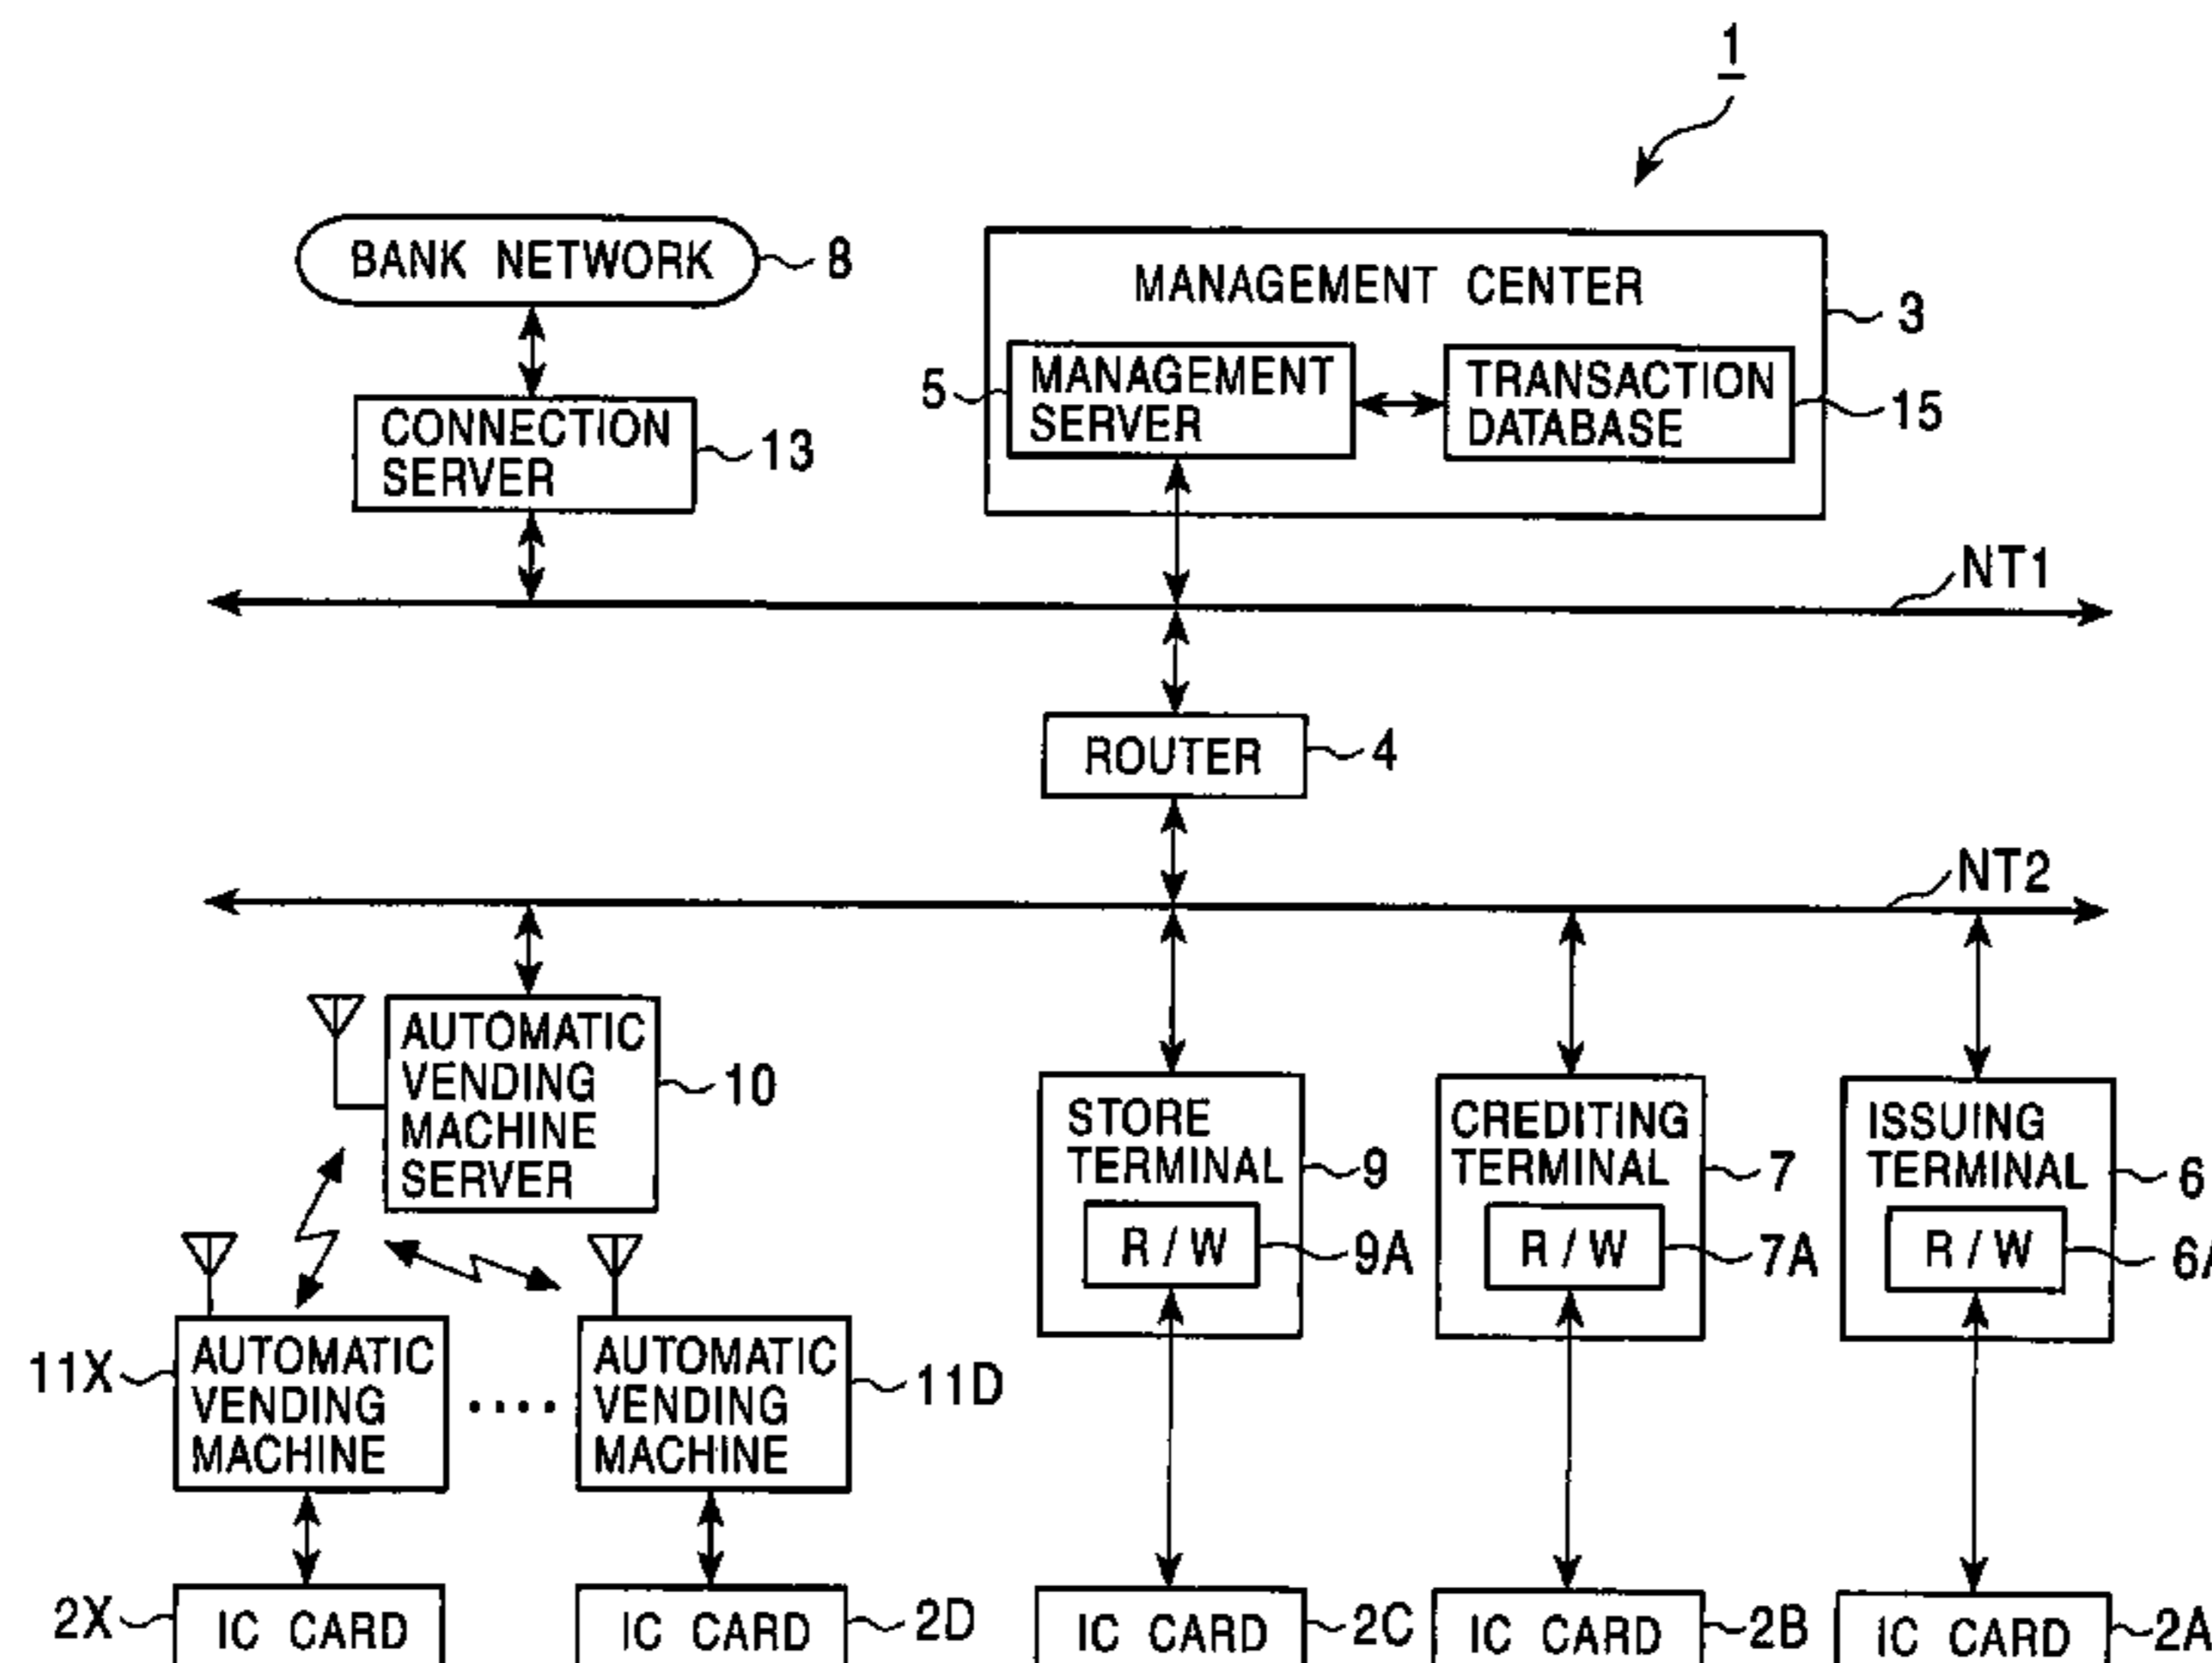 1
BANK NETWORK
8
MANAGEMENT CENTER
3
5
MANAGEMENT
SERVER
TRANSACTION
DATABASE
15
CONNECTION
SERVER
13
NT1
ROUTER
4
NT2
AUTOMATIC
VENDING
MACHINE
SERVER
10
STORE
TERMINAL
9
R / W
9A
CREDITING
TERMINAL
7
R / W
7A
ISSUING
TERMINAL
6
R / W
6A
11X
AUTOMATIC
VENDING
MACHINE
....
AUTOMATIC
VENDING
MACHINE
11D
2X
IC CARD
IC CARD
2D
IC CARD
2C
IC CARD
2B
IC CARD
2A